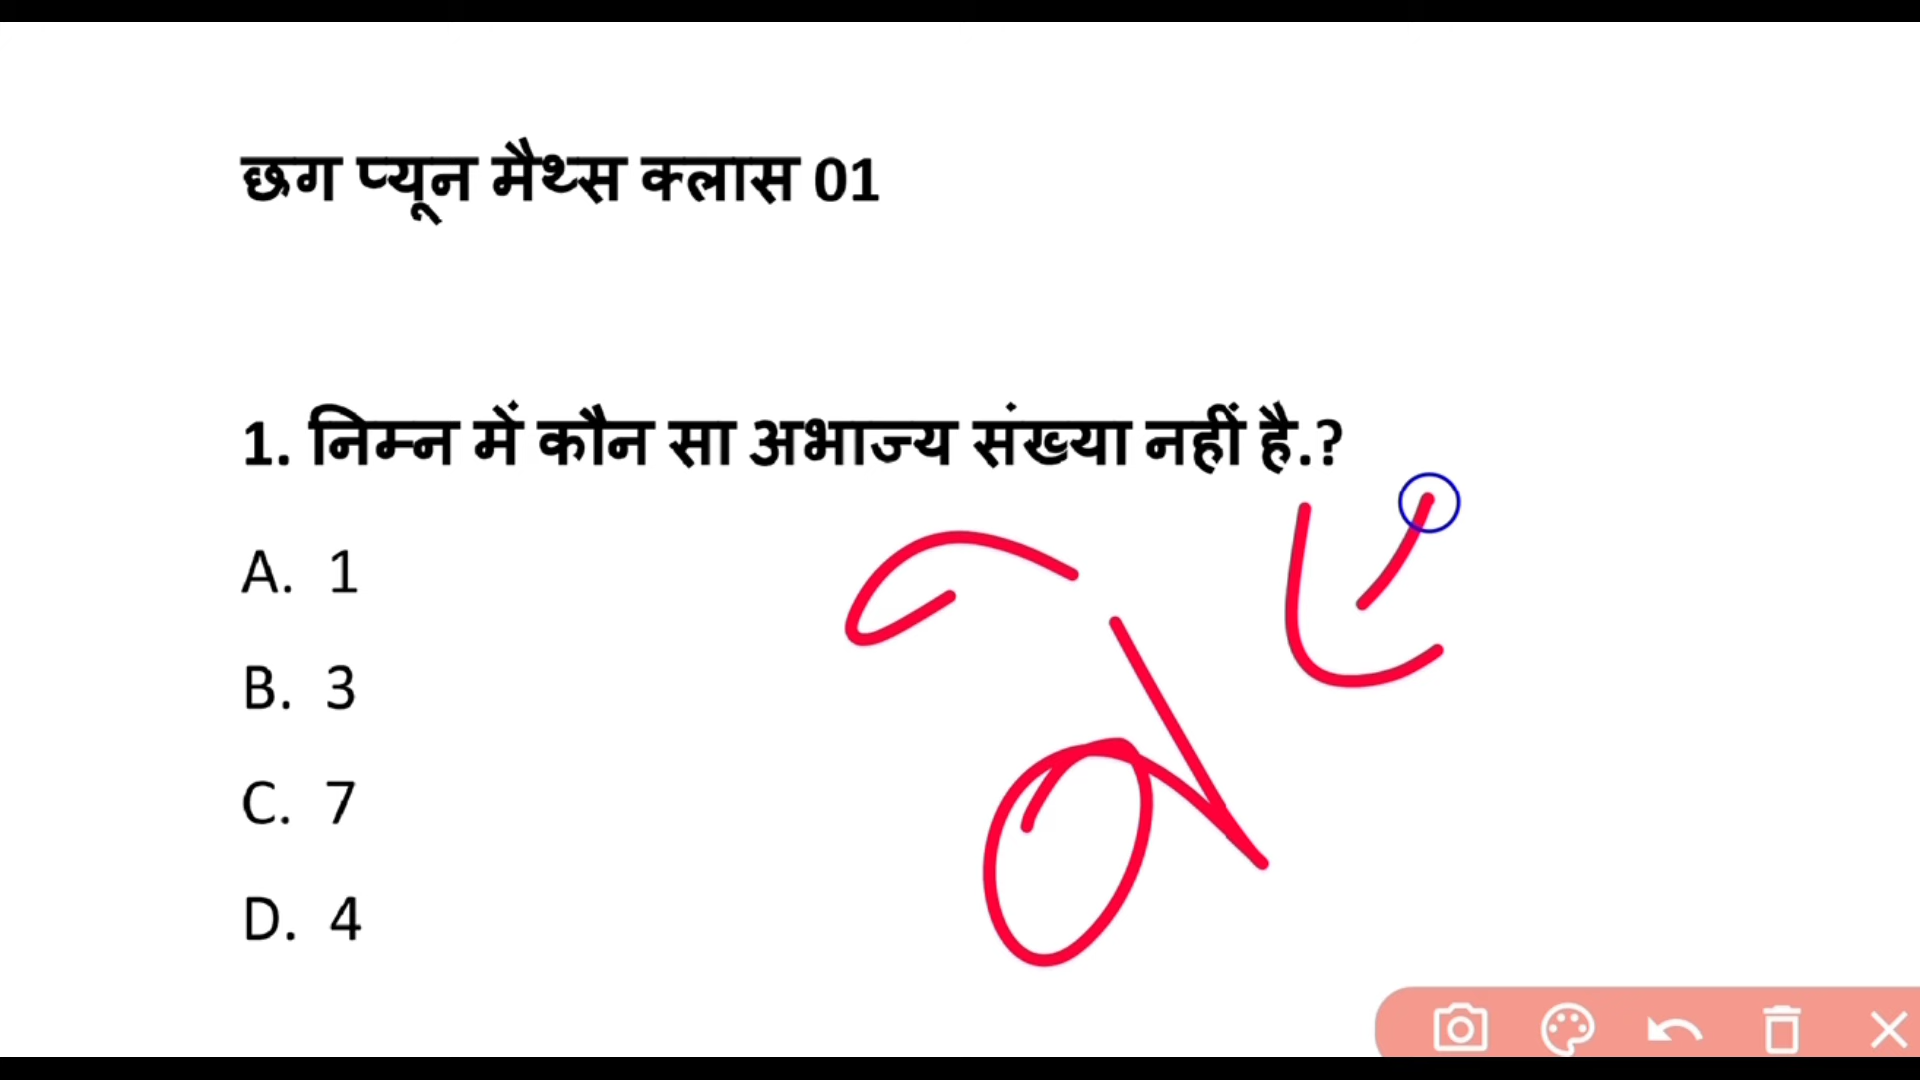 छग प्यून मैथ्स क्लास 01
1. निम्न में कौन सा अभाज्य संख्या नहीं है.?
A. 1
B. 3
C. 7
D. 4